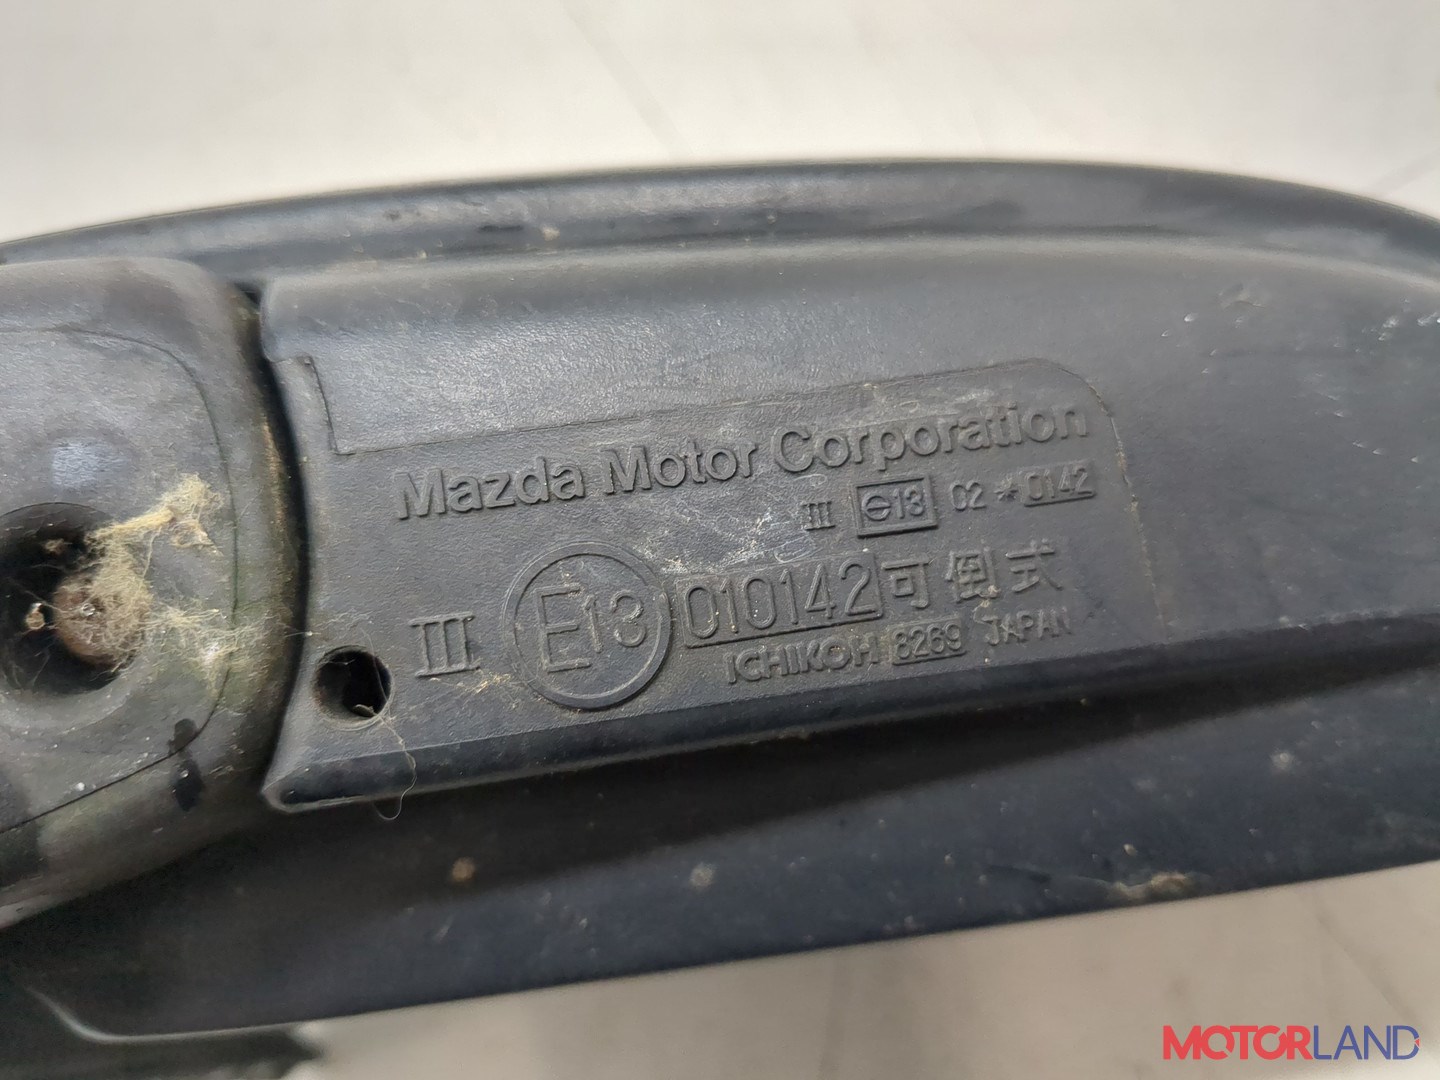 Mazda Motor Corporation
III e13 02 *0142
III E13 010142 可倒式
ICHIKOH 8269 JAPAN
MOTORLAND